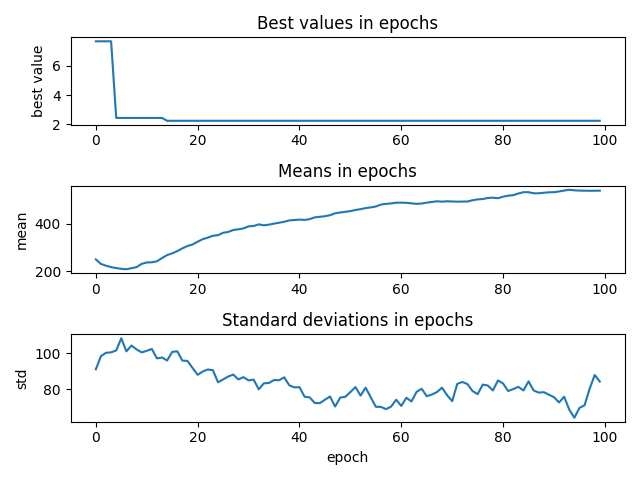 Best values in epochs
best value
6
4
2
0 20 40 60 80 100
Means in epochs
mean
400
200
0 20 40 60 80 100
Standard deviations in epochs
std
100
80
0 20 40 60 80 100
epoch